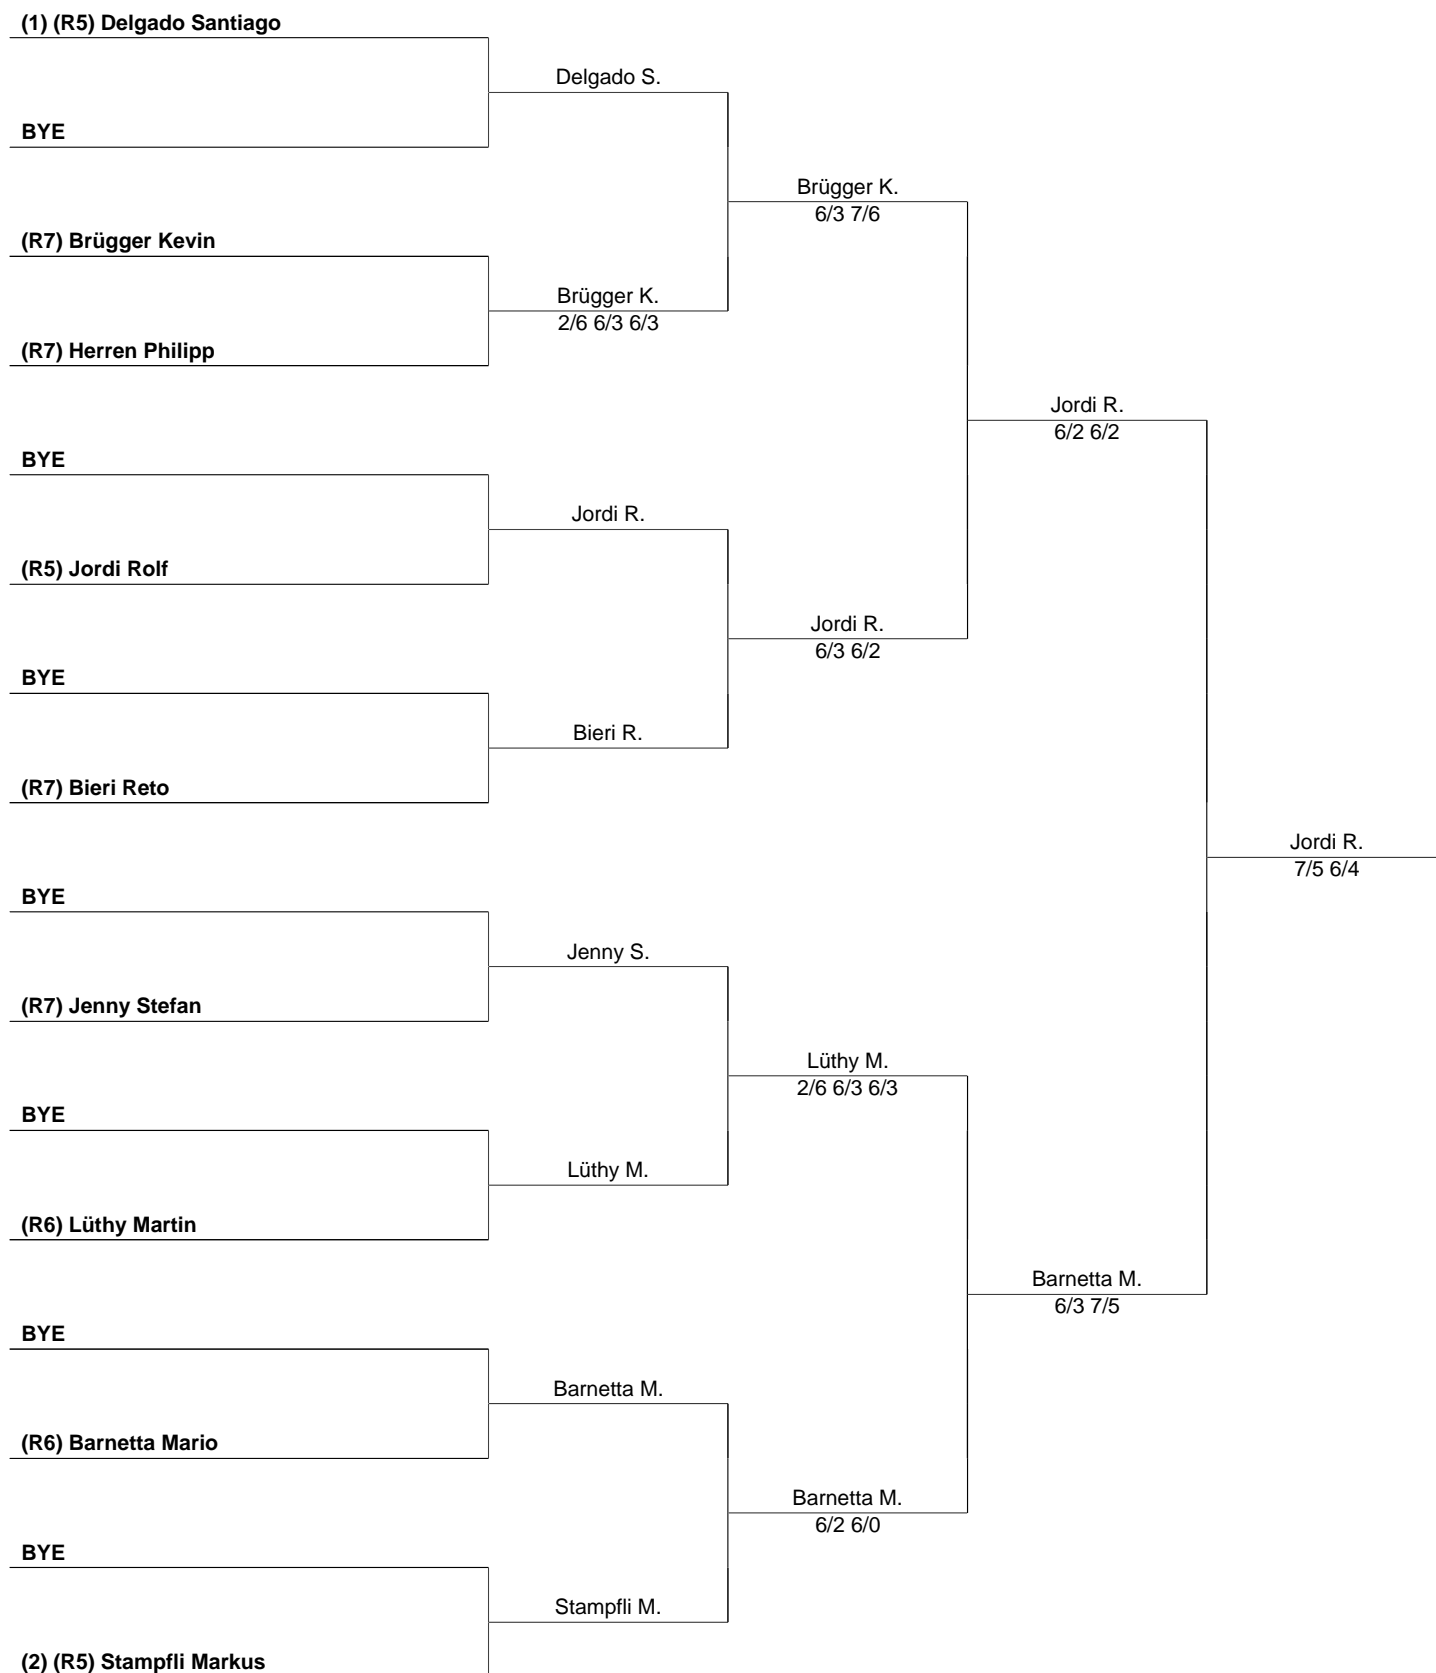 (1) (R5) Delgado Santiago
Delgado S.
BYE
Brügger K.
6/3 7/6
(R7) Brügger Kevin
Brügger K.
2/6 6/3 6/3
(R7) Herren Philipp
Jordi R.
6/2 6/2
BYE
Jordi R.
(R5) Jordi Rolf
Jordi R.
6/3 6/2
BYE
Bieri R.
(R7) Bieri Reto
Jordi R.
7/5 6/4
BYE
Jenny S.
(R7) Jenny Stefan
Lüthy M.
2/6 6/3 6/3
BYE
Lüthy M.
(R6) Lüthy Martin
Barnetta M.
6/3 7/5
BYE
Barnetta M.
(R6) Barnetta Mario
Barnetta M.
6/2 6/0
BYE
Stampfli M.
(2) (R5) Stampfli Markus